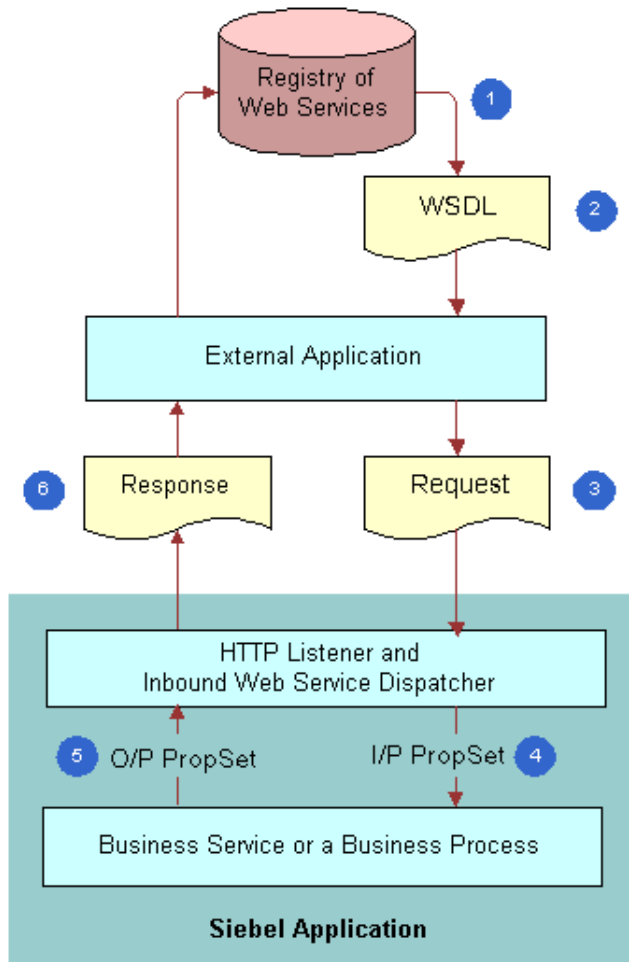 Registry of
Web Services
1
WSDL
2
External Application
6
Response
Request
3
HTTP Listener and
Inbound Web Service Dispatcher
5
O/P PropSet
I/P PropSet
4
Business Service or a Business Process
Siebel Application